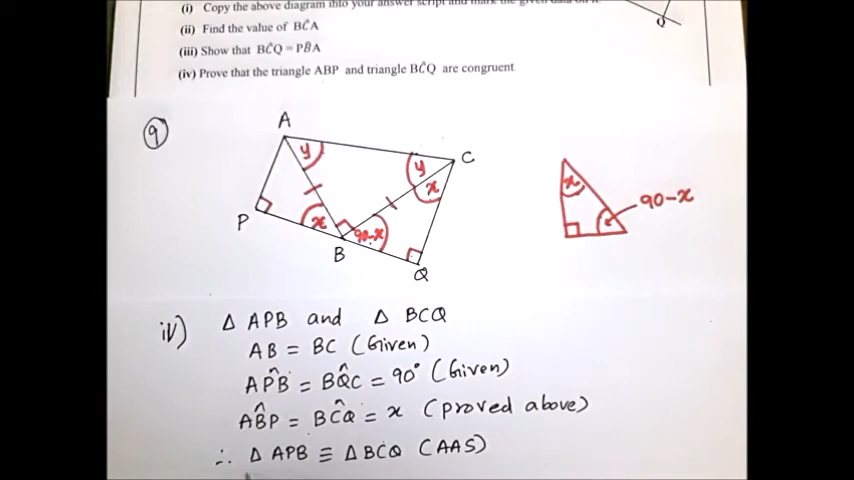 (i) Copy the above diagram into your answer script and mark the given data on it.
(ii) Find the value of BĈA
(iii) Show that BĈQ = PB̂A
(iv) Prove that the triangle ABP and triangle BĈQ are congruent
Q
9
A
y
y
C
x
x
90-x
P
x
90-x
B
Q
iv) Δ APB and Δ BCQ
AB = BC (Given)
AP̂B = BQ̂C = 90° (Given)
AB̂P = BĈQ = x (proved above)
∴ Δ APB ≡ Δ BCQ (AAS)